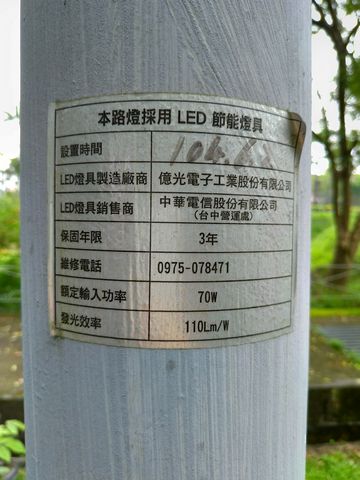 本路燈採用 LED 節能燈具
設置時間
LED燈具製造廠商 億光電子工業股份有限公司
LED燈具銷售商 中華電信股份有限公司
(台中營運處)
保固年限 3年
維修電話 0975-078471
額定輸入功率 70W
發光效率 110Lm/W